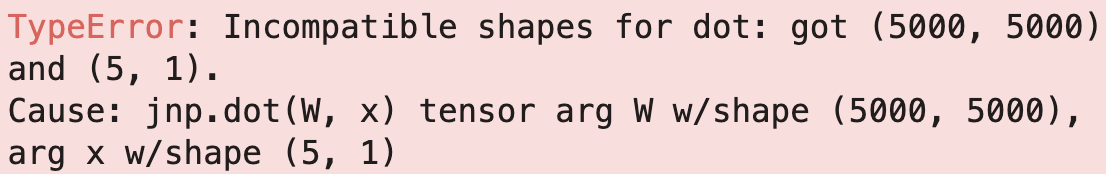 TypeError: Incompatible shapes for dot: got (5000, 5000)
and (5, 1).
Cause: jnp.dot(W, x) tensor arg W w/shape (5000, 5000),
arg x w/shape (5, 1)